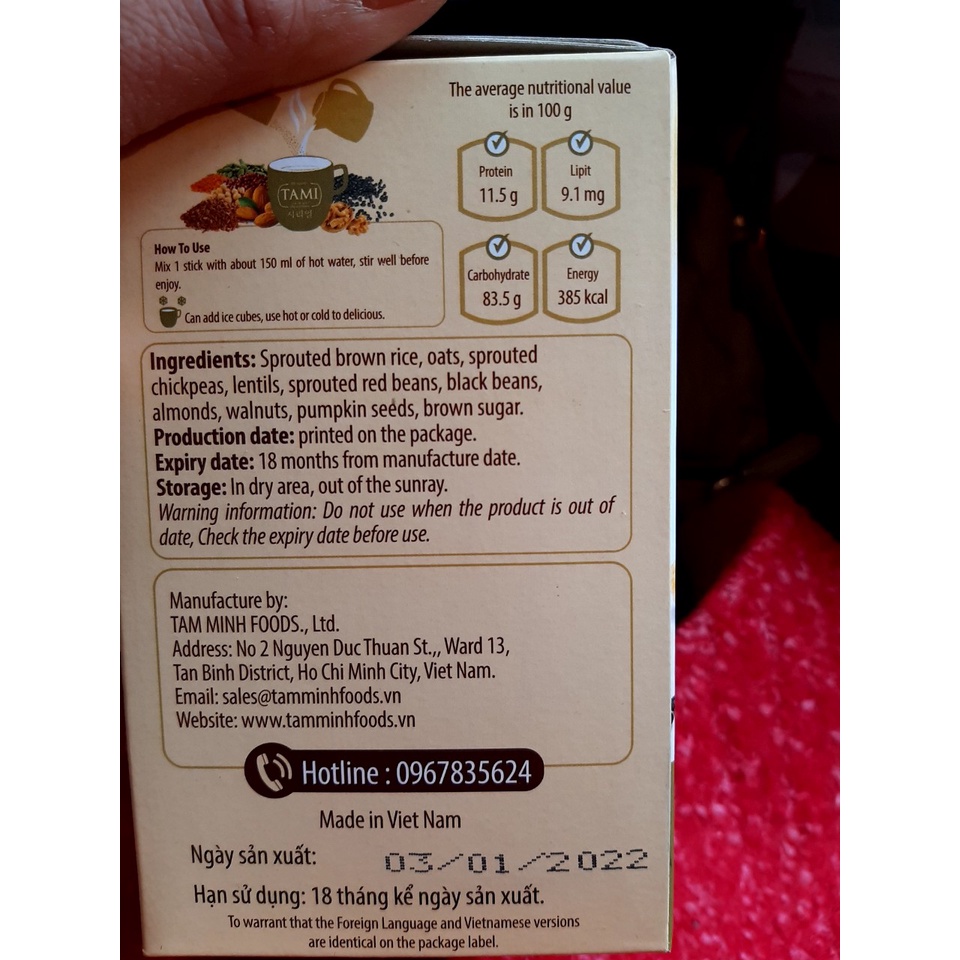 The average nutritional value
is in 100 g
Protein
11.5 g
Lipit
9.1 mg
Carbohydrate
83.5 g
Energy
385 kcal
TAMI
시리얼
How To Use
Mix 1 stick with about 150 ml of hot water, stir well before
enjoy.
Can add ice cubes, use hot or cold to delicious.
Ingredients: Sprouted brown rice, oats, sprouted
chickpeas, lentils, sprouted red beans, black beans,
almonds, walnuts, pumpkin seeds, brown sugar.
Production date: printed on the package.
Expiry date: 18 months from manufacture date.
Storage: In dry area, out of the sunray.
Warning information: Do not use when the product is out of
date, Check the expiry date before use.
Manufacture by:
TAM MINH FOODS., Ltd.
Address: No 2 Nguyen Duc Thuan St.,, Ward 13,
Tan Binh District, Ho Chi Minh City, Viet Nam.
Email: sales@tamminhfoods.vn
Website: www.tamminhfoods.vn
Hotline : 0967835624
Made in Viet Nam
Ngày sản xuất: 03/01/2022
Hạn sử dụng: 18 tháng kể ngày sản xuất.
To warrant that the Foreign Language and Vietnamese versions
are identical on the package label.